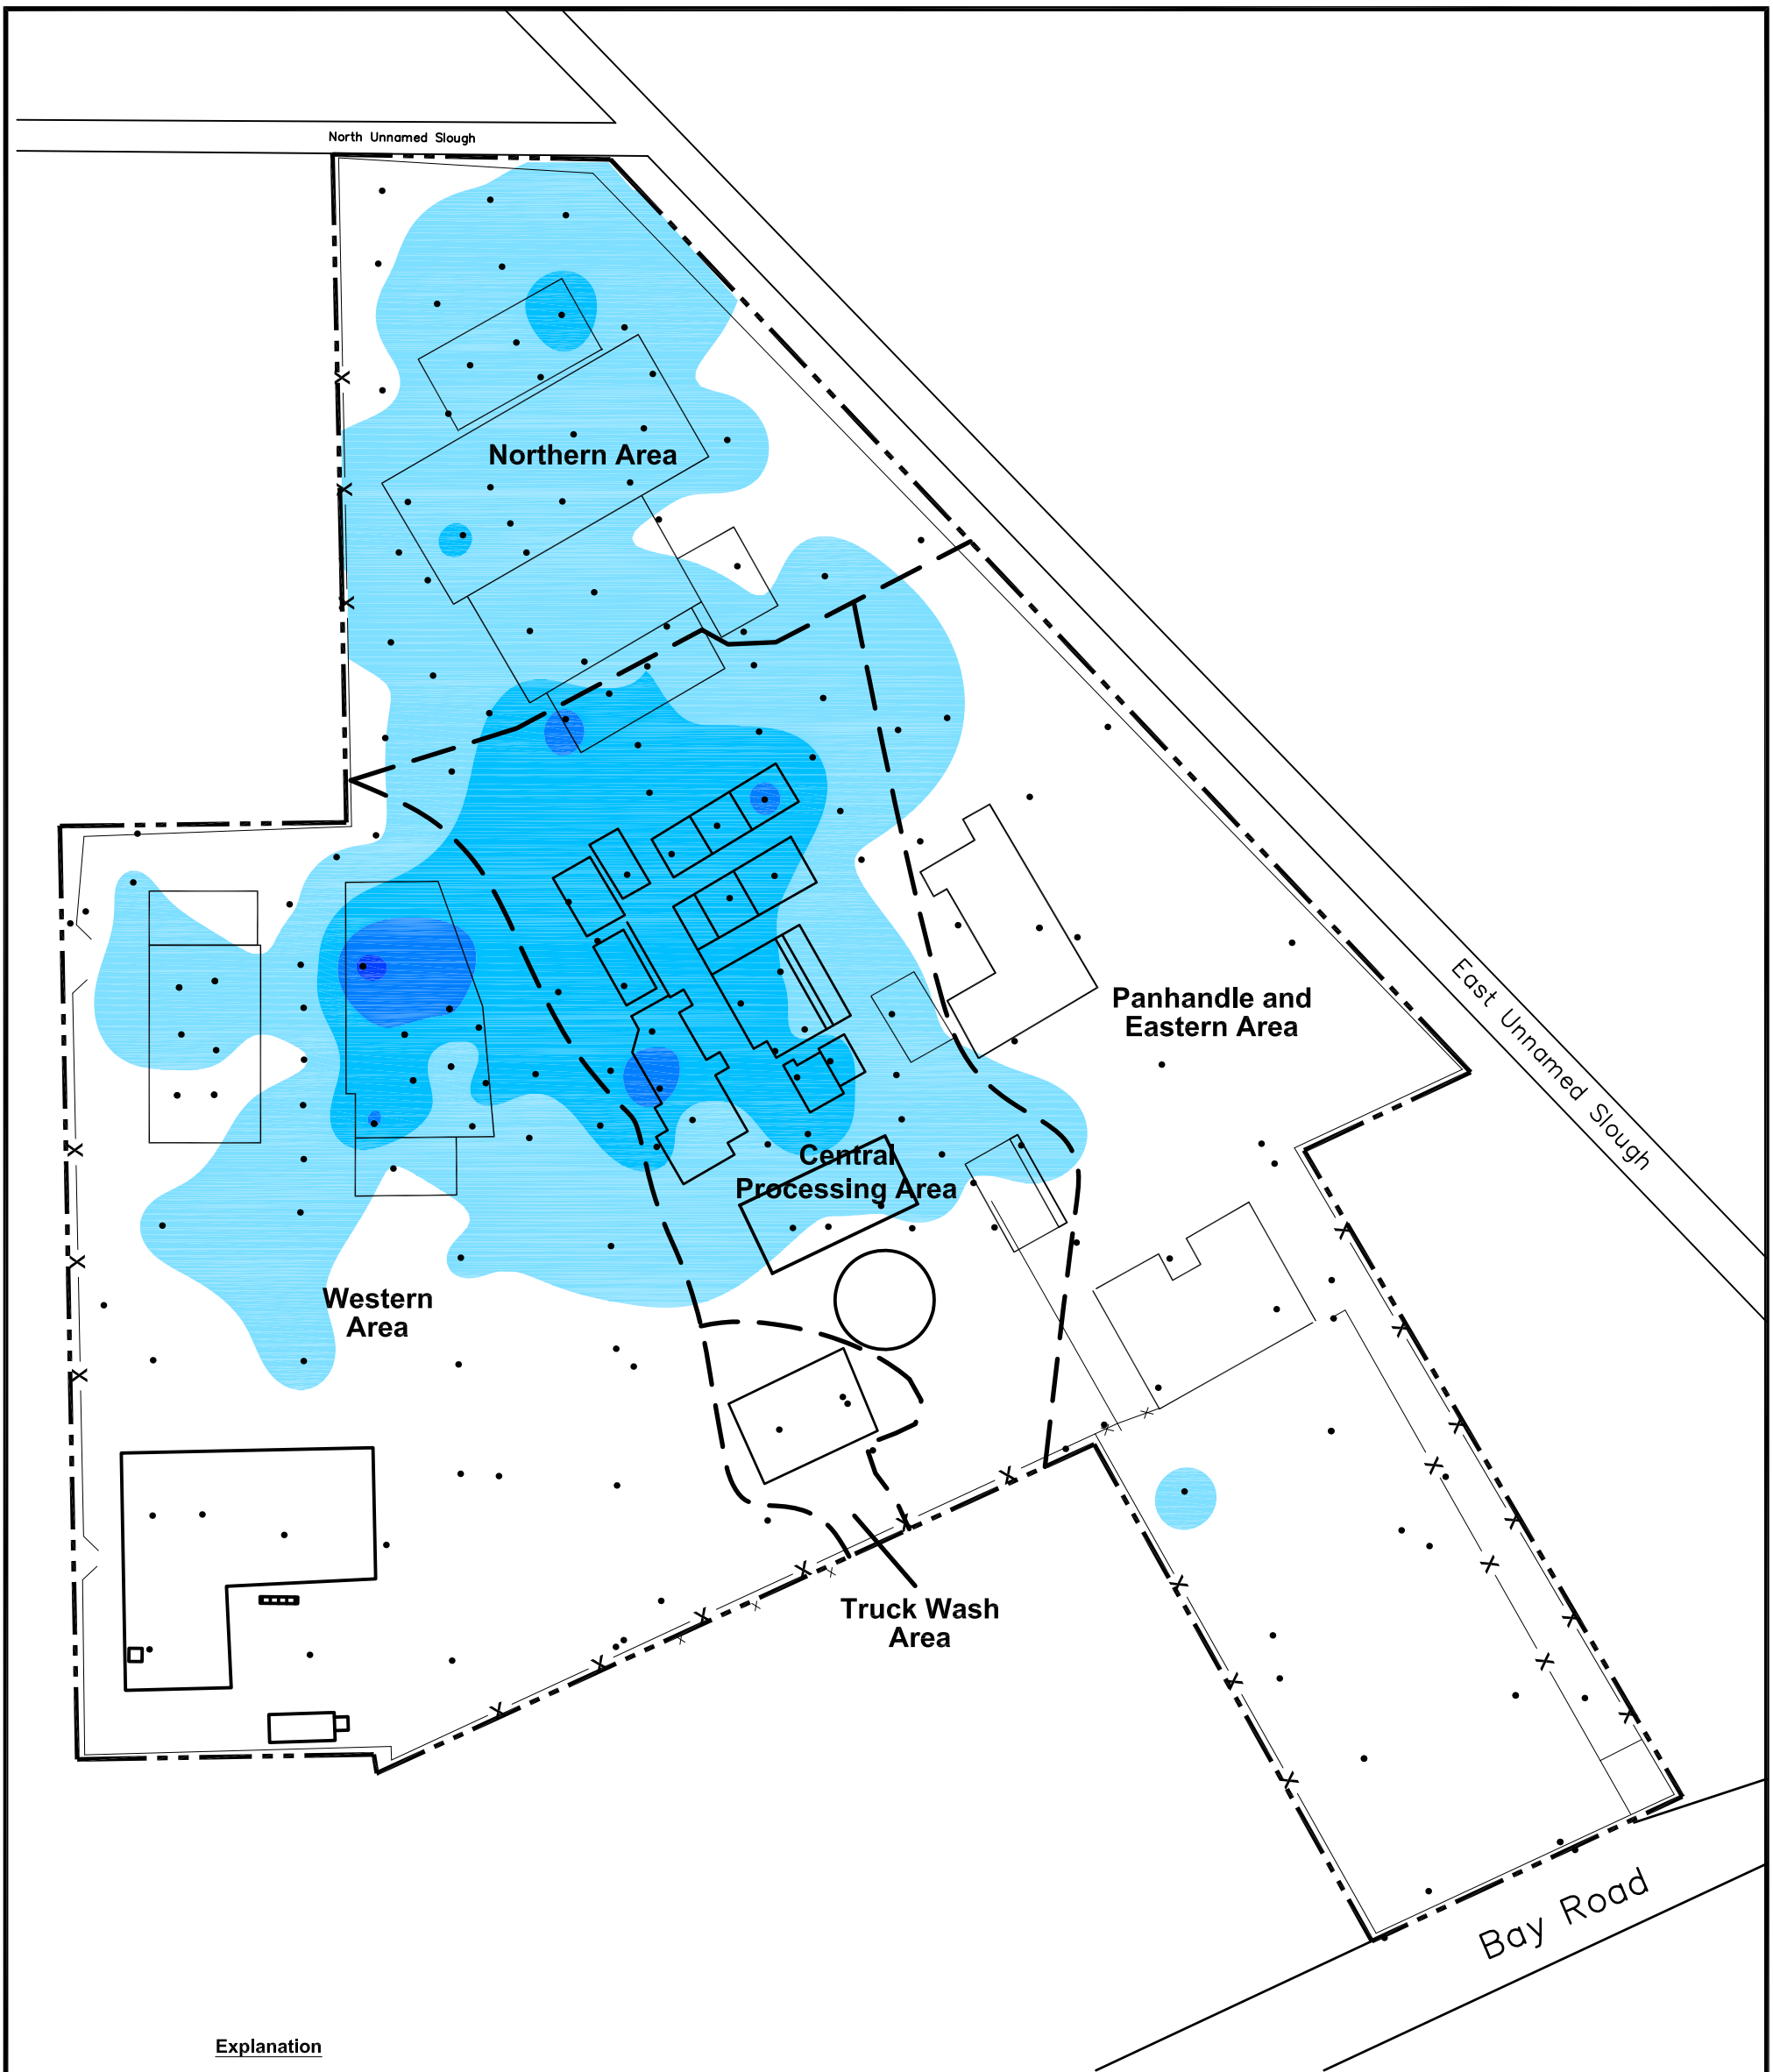 North Unnamed Slough
Northern Area
East Unnamed Slough
Panhandle and
Eastern Area
Central
Processing Area
Western
Area
Truck Wash
Area
Bay Road
Explanation